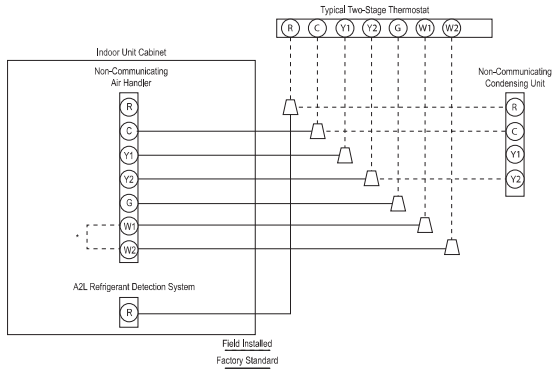 Typical Two-Stage Thermostat
R C Y1 Y2 G W1 W2
Indoor Unit Cabinet
Non-Communicating
Air Handler
R
C
Y1
Y2
G
W1
*
W2
Non-Communicating
Condensing Unit
R
C
Y1
Y2
A2L Refrigerant Detection System
R
Field Installed
Factory Standard